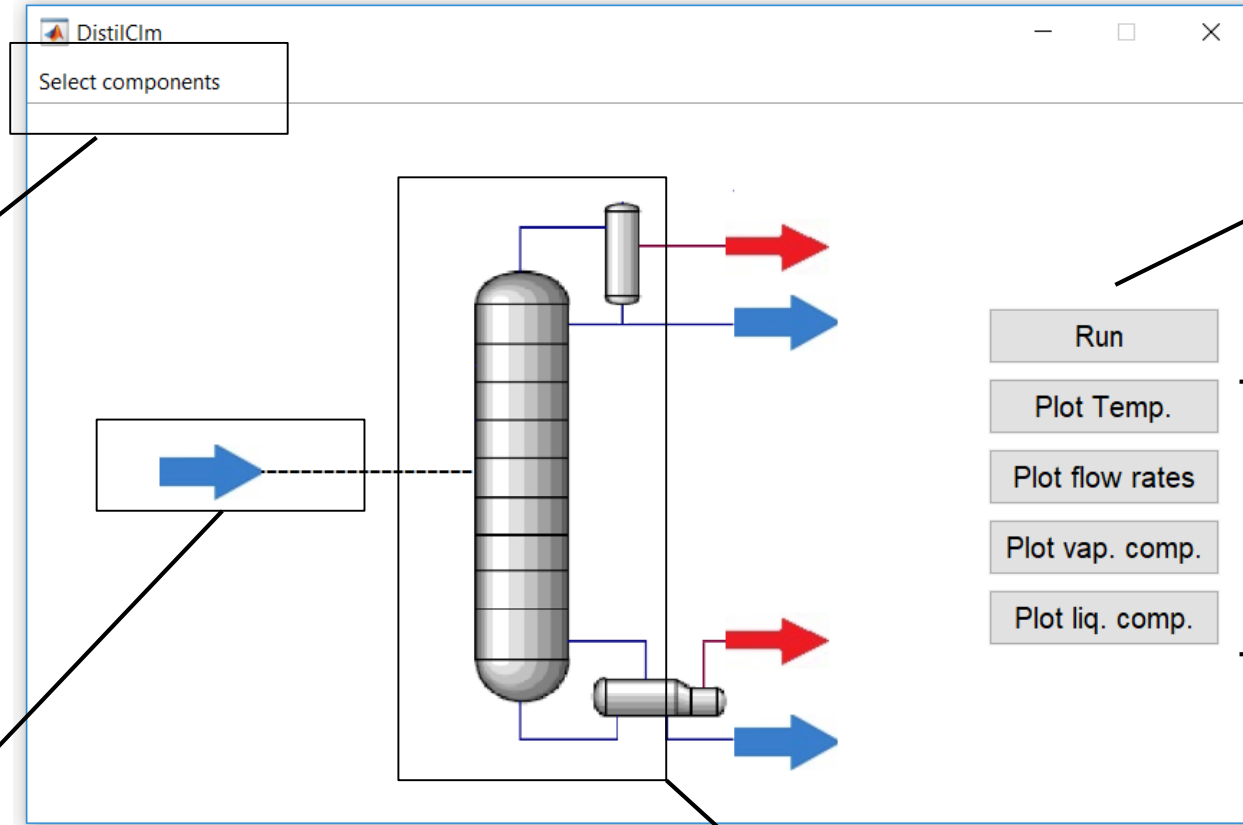 DistilClm
Select components
Run
Plot Temp.
Plot flow rates
Plot vap. comp.
Plot liq. comp.